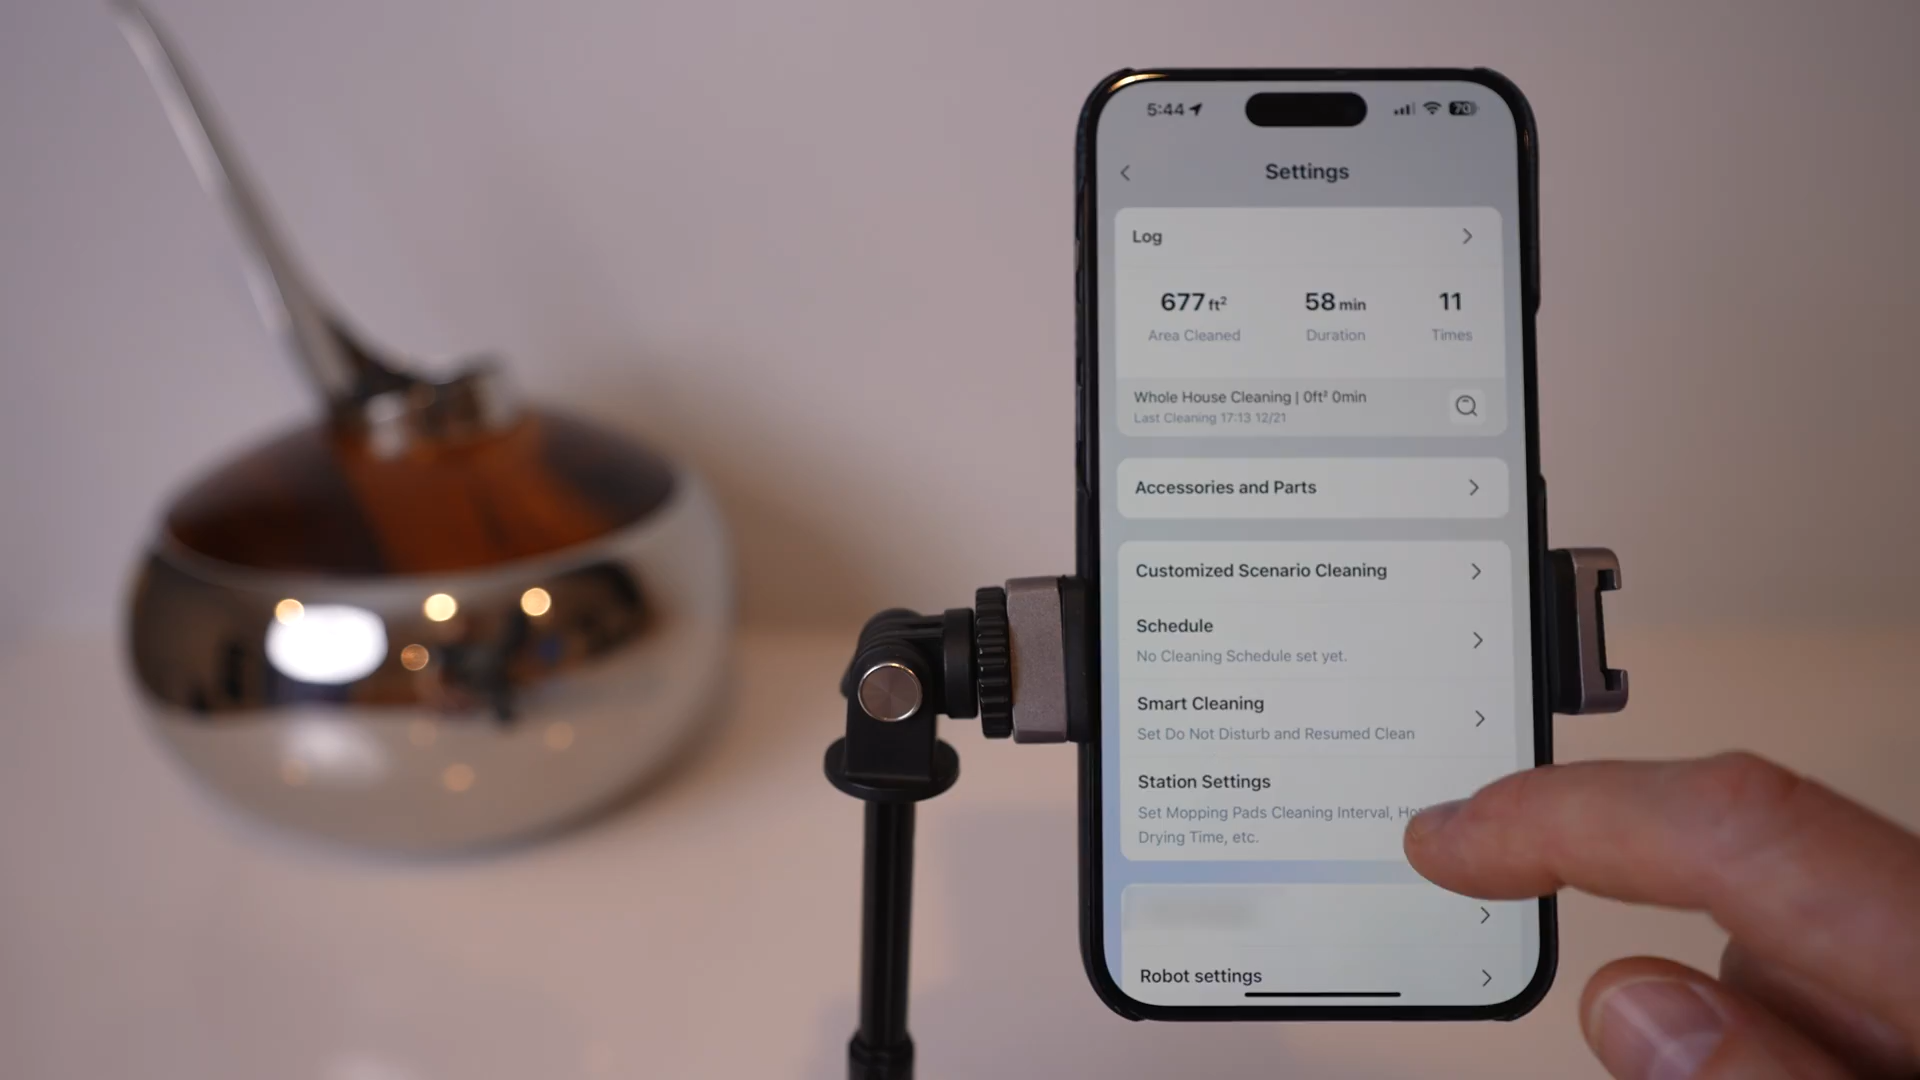 5:44
70
Settings
Log
677 ft²
58 min
11
Area Cleaned
Duration
Times
Whole House Cleaning | 0ft² 0min
Last Cleaning 17:13 12/21
Accessories and Parts
Customized Scenario Cleaning
Schedule
No Cleaning Schedule set yet.
Smart Cleaning
Set Do Not Disturb and Resumed Clean
Station Settings
Set Mopping Pads Cleaning Interval,
Drying Time, etc.
Robot settings